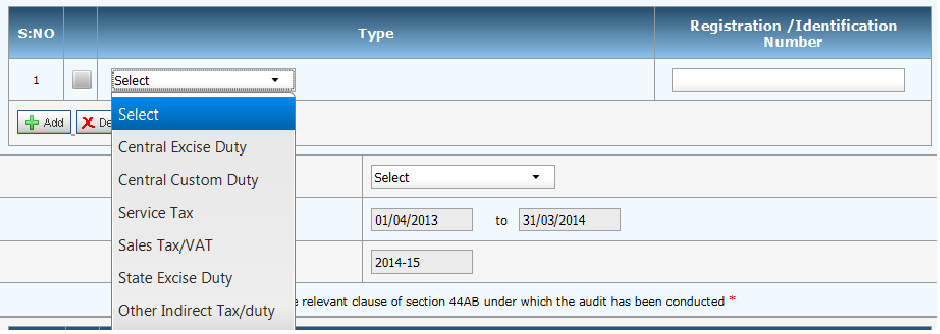 S:NO
Type
Registration /Identification
Number
1
Select
Select
Central Excise Duty
Central Custom Duty
Service Tax
Sales Tax/VAT
State Excise Duty
Other Indirect Tax/duty
Add
Select
01/04/2013 to 31/03/2014
2014-15
relevant clause of section 44AB under which the audit has been conducted *